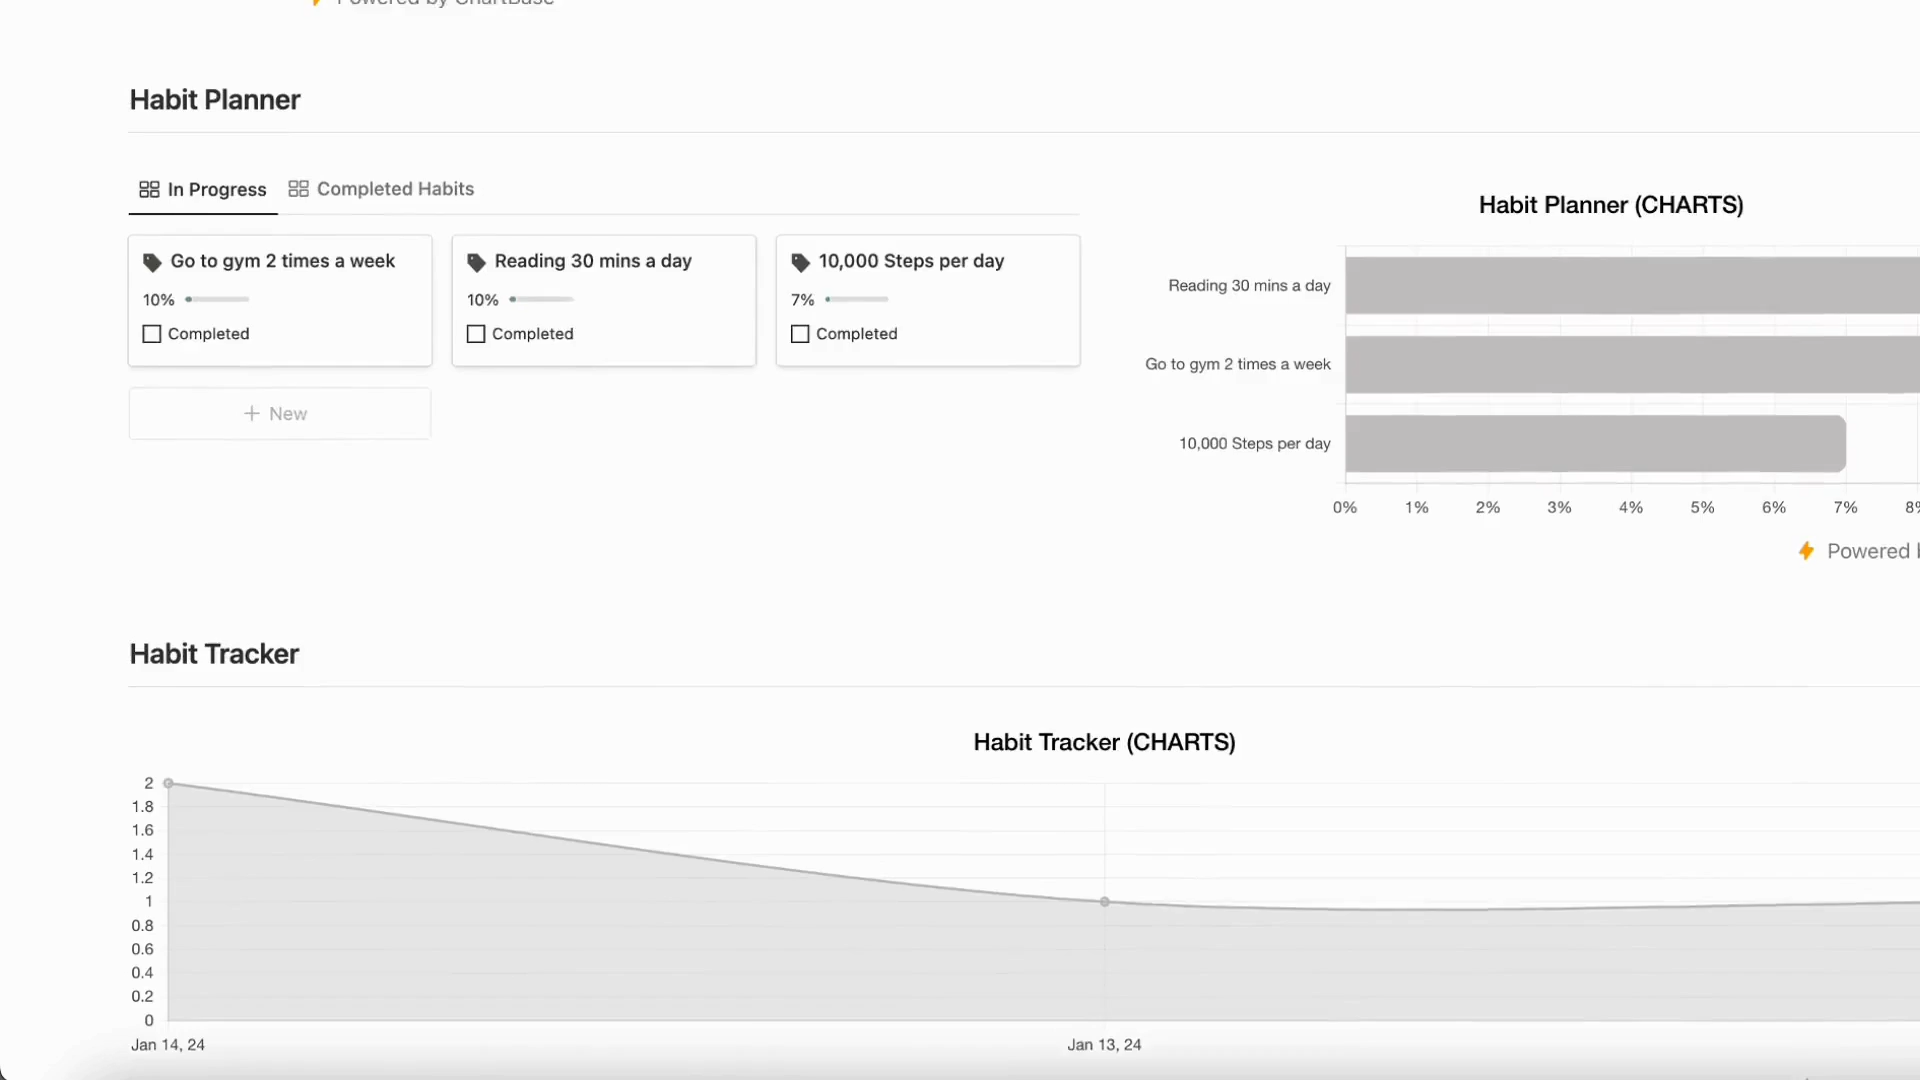 Powered by ChartBase
Habit Planner
In Progress
Completed Habits
Go to gym 2 times a week
10%
Completed
Reading 30 mins a day
10%
Completed
10,000 Steps per day
7%
Completed
+ New
Habit Planner (CHARTS)
Reading 30 mins a day
Go to gym 2 times a week
10,000 Steps per day
0% 1% 2% 3% 4% 5% 6% 7% 8%
Powered
Habit Tracker
Habit Tracker (CHARTS)
2
1.8
1.6
1.4
1.2
1
0.8
0.6
0.4
0.2
0
Jan 14, 24
Jan 13, 24